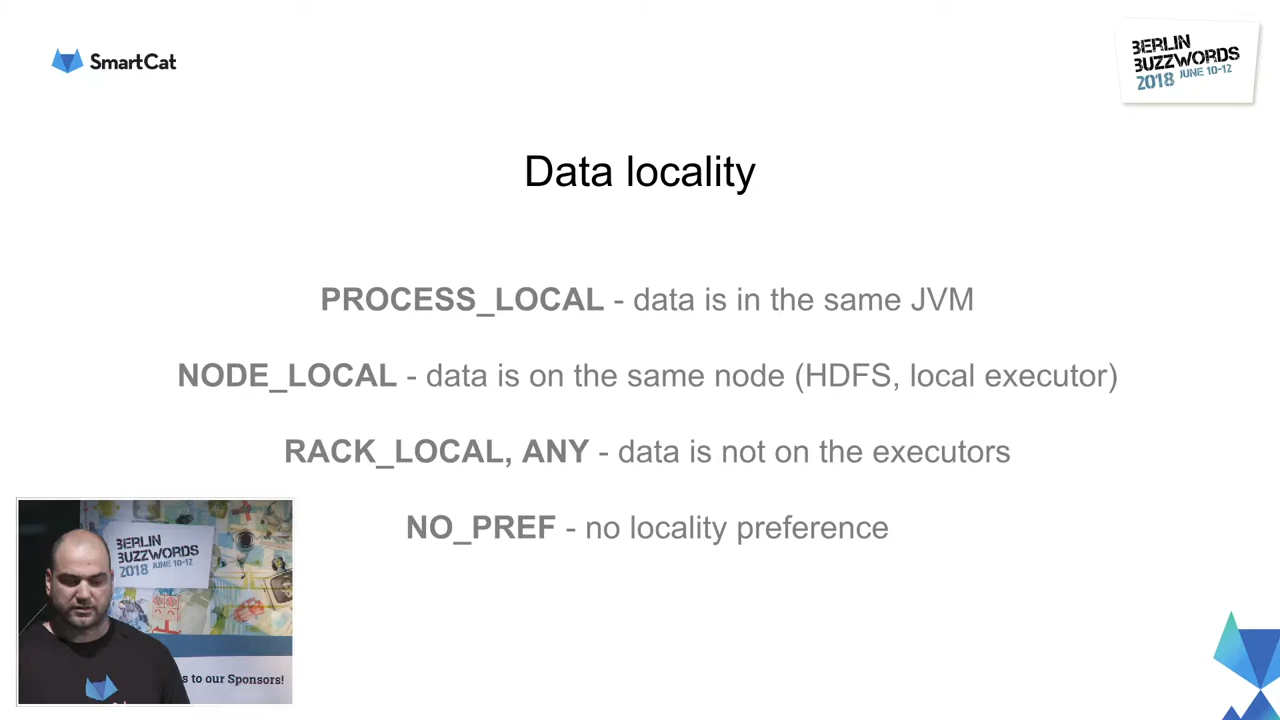 SmartCat
BERLIN
BUZZWORDS
2018 JUNE 10-12
Data locality
PROCESS_LOCAL - data is in the same JVM
NODE_LOCAL - data is on the same node (HDFS, local executor)
RACK_LOCAL, ANY - data is not on the executors
NO_PREF - no locality preference
BERLIN
BUZZWORDS
2018 JUNE 10-12
s to our Sponsors!